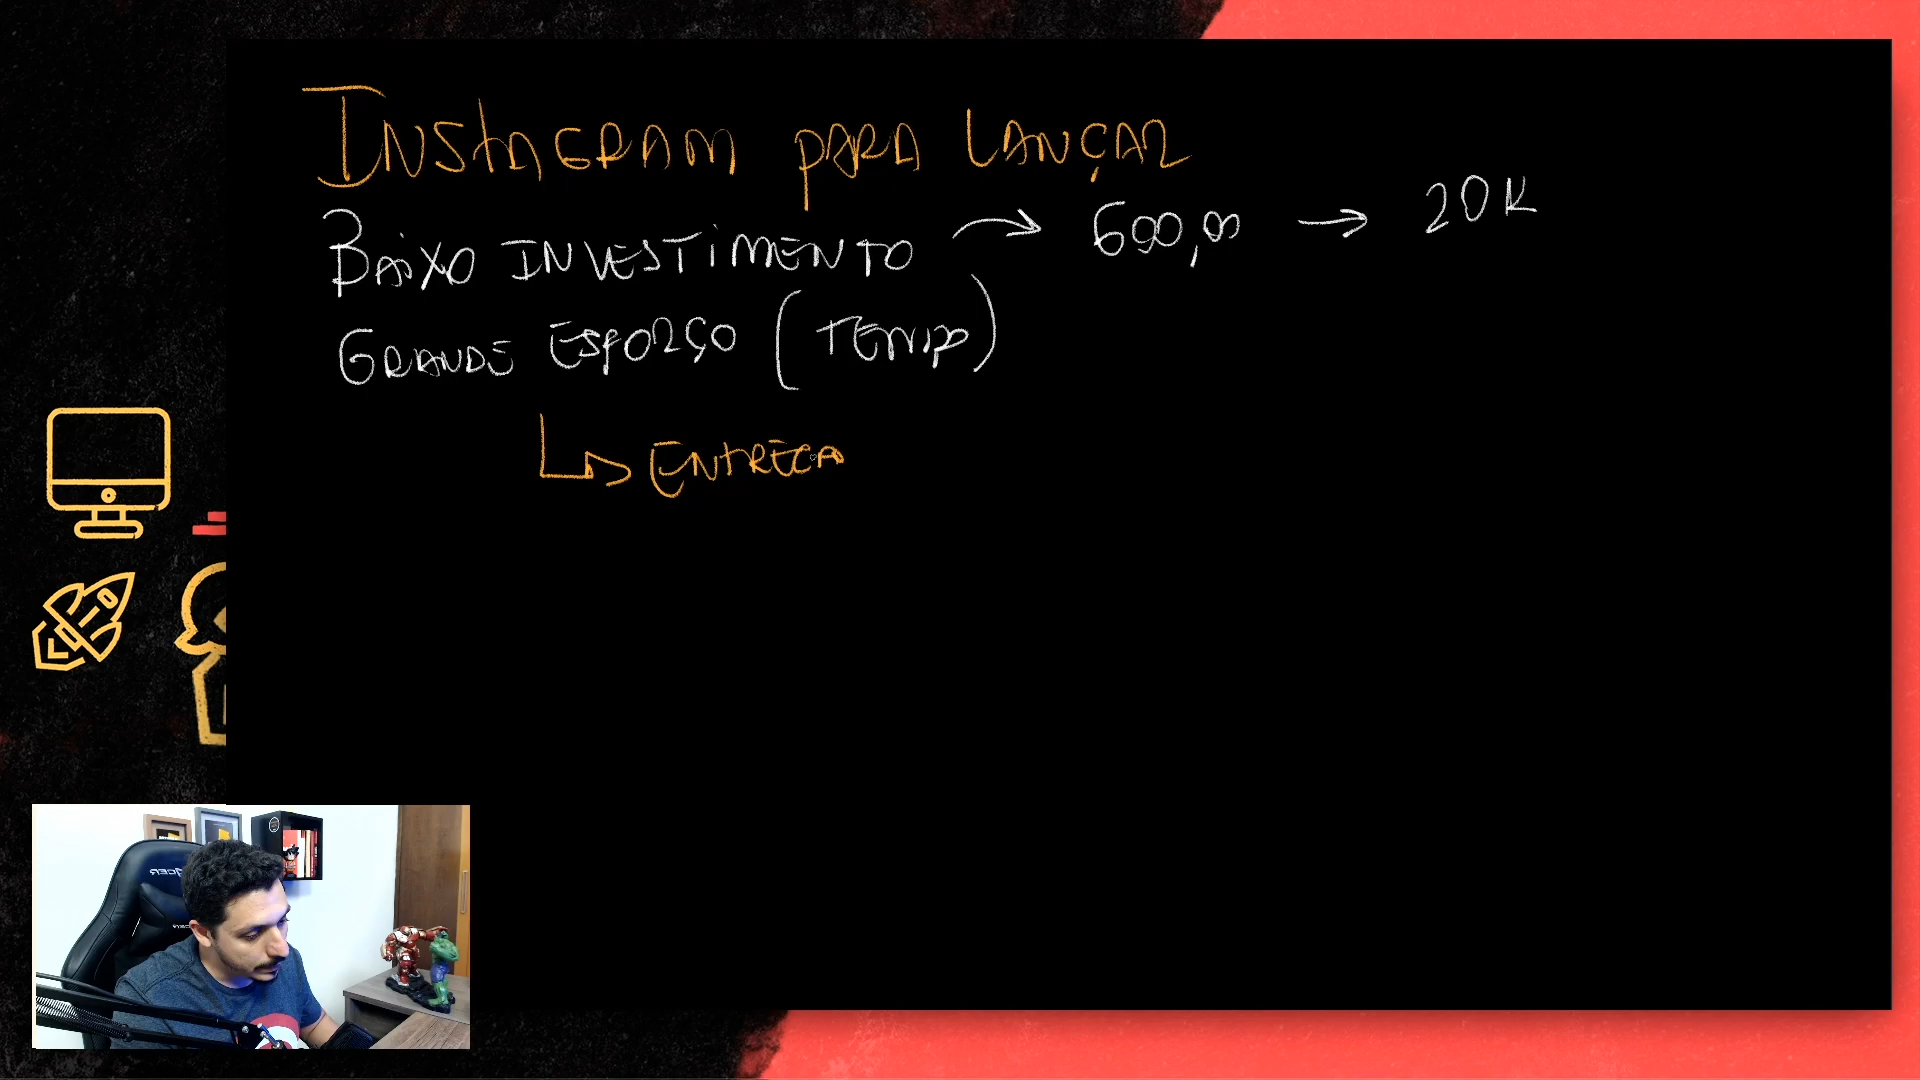 INSTAGRAM PARA LANÇAR
BAIXO INVESTIMENTO → 600,00 → 20K
GRANDE ESFORÇO (TEMPO)
↳ ENTREGA